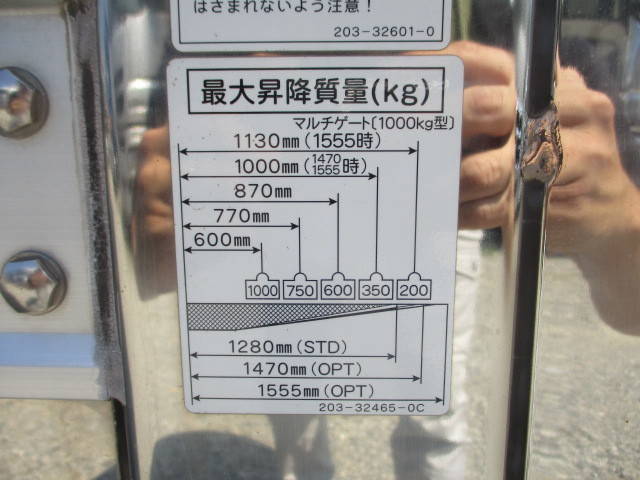 はさまれないよう注意！
203-32601-0
最大昇降質量(kg)
マルチゲート〔1000kg型〕
1130mm(1555時)
1000mm(1470 1555時)
870mm
770mm
600mm
1000 750 600 350 200
1280mm(STD)
1470mm(OPT)
1555mm(OPT)
203-32465-0C